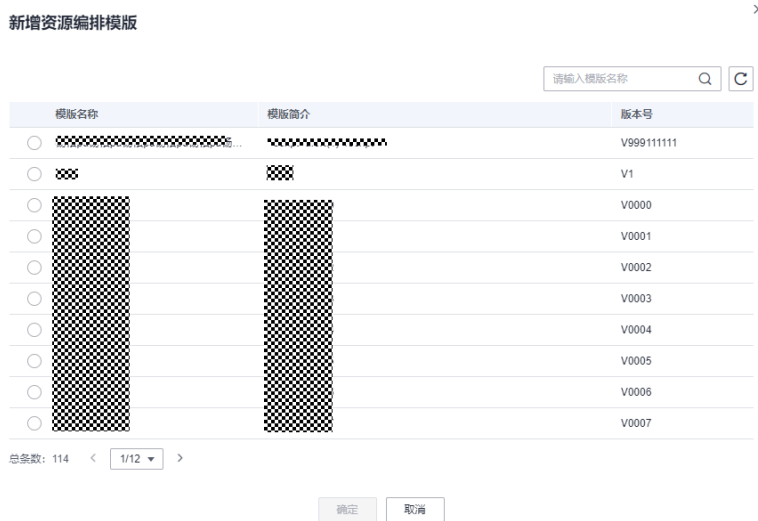 新增资源编排模版
请输入模版名称
模版名称 模版简介 版本号
V999111111
V1
V0000
V0001
V0002
V0003
V0004
V0005
V0006
V0007
总条数：114 1/12
确定 取消